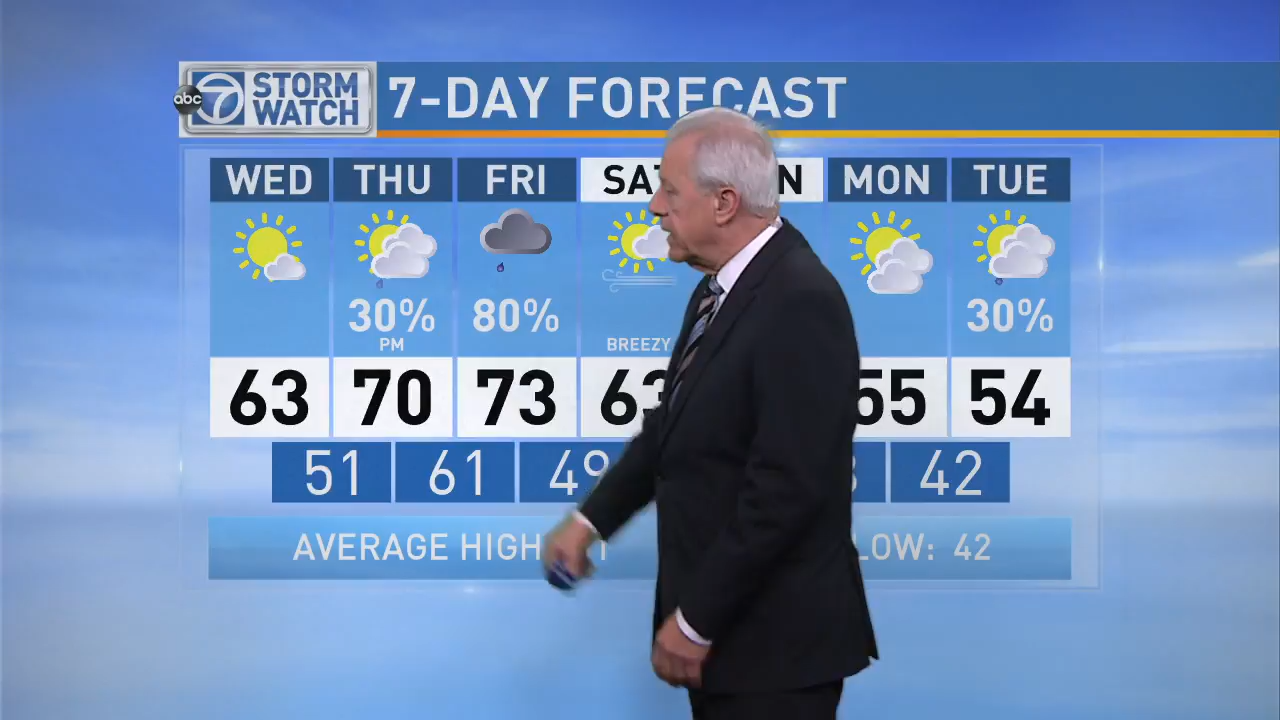 abc 7 STORM WATCH
7-DAY FORECAST
WED THU FRI MON TUE
30% 80% 30%
PM BREEZY
63 70 73 54
51 61 42
AVERAGE HIGH LOW: 42